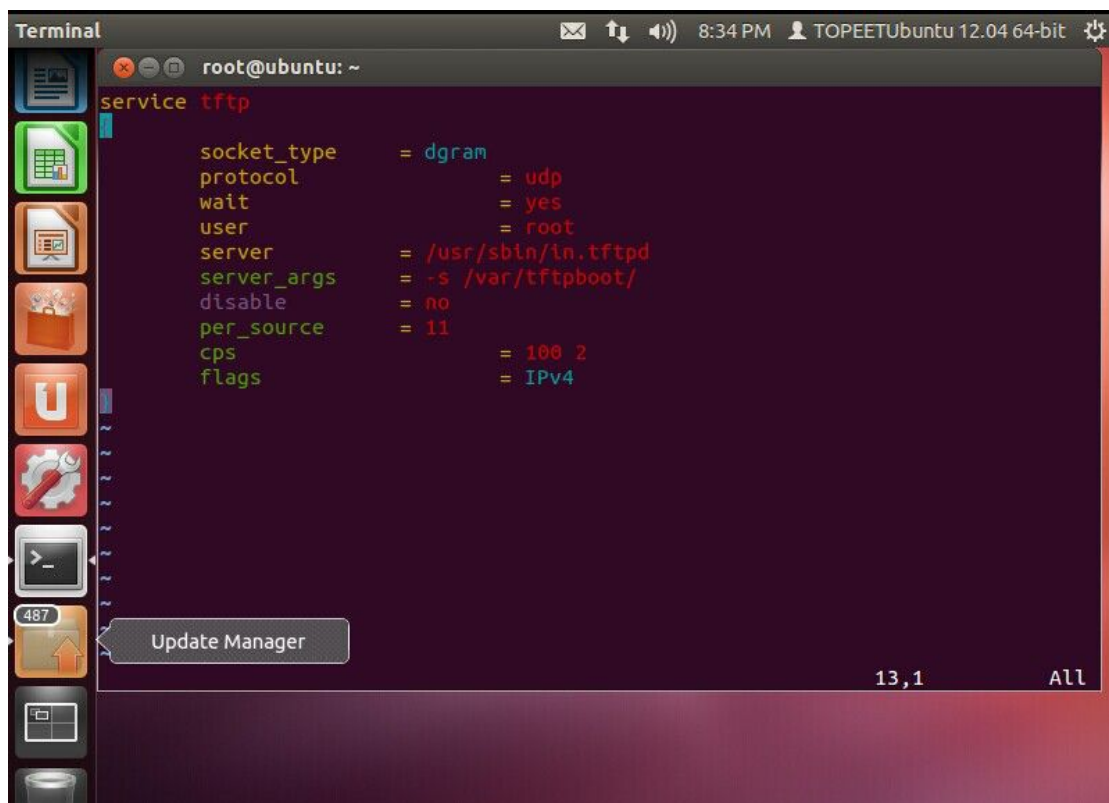 Terminal 8:34 PM TOPEETUbuntu 12.04 64-bit
root@ubuntu: ~
service tftp
{
socket_type = dgram
protocol = udp
wait = yes
user = root
server = /usr/sbin/in.tftpd
server_args = -s /var/tftpboot/
disable = no
per_source = 11
cps = 100 2
flags = IPv4
}
~
~
~
~
~
~
~
~
~
~
487
Update Manager
13,1 All